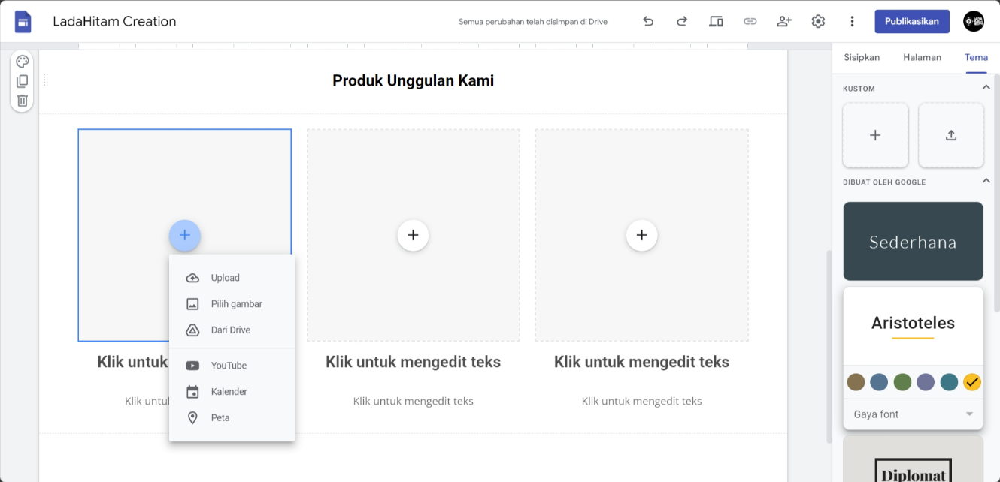 LadaHitam Creation
Semua perubahan telah disimpan di Drive
Publikasikan
Sisipkan
Halaman
Tema
Produk Unggulan Kami
KUSTOM
DIBUAT OLEH GOOGLE
Sederhana
Aristoteles
Gaya font
Diplomat
Upload
Pilih gambar
Dari Drive
YouTube
Kalender
Peta
Klik untuk
Klik untuk mengedit teks
Klik untuk mengedit teks
Klik untuk mengedit teks
Klik untuk mengedit teks